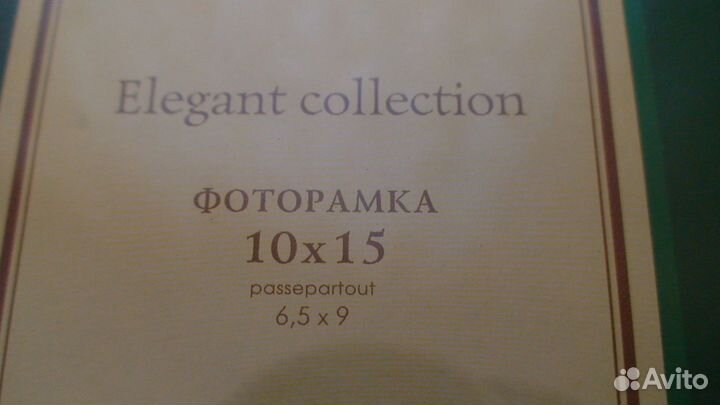 Elegant collection
ФОТОРАМКА
10x15
passepartout
6,5 x 9
Avito